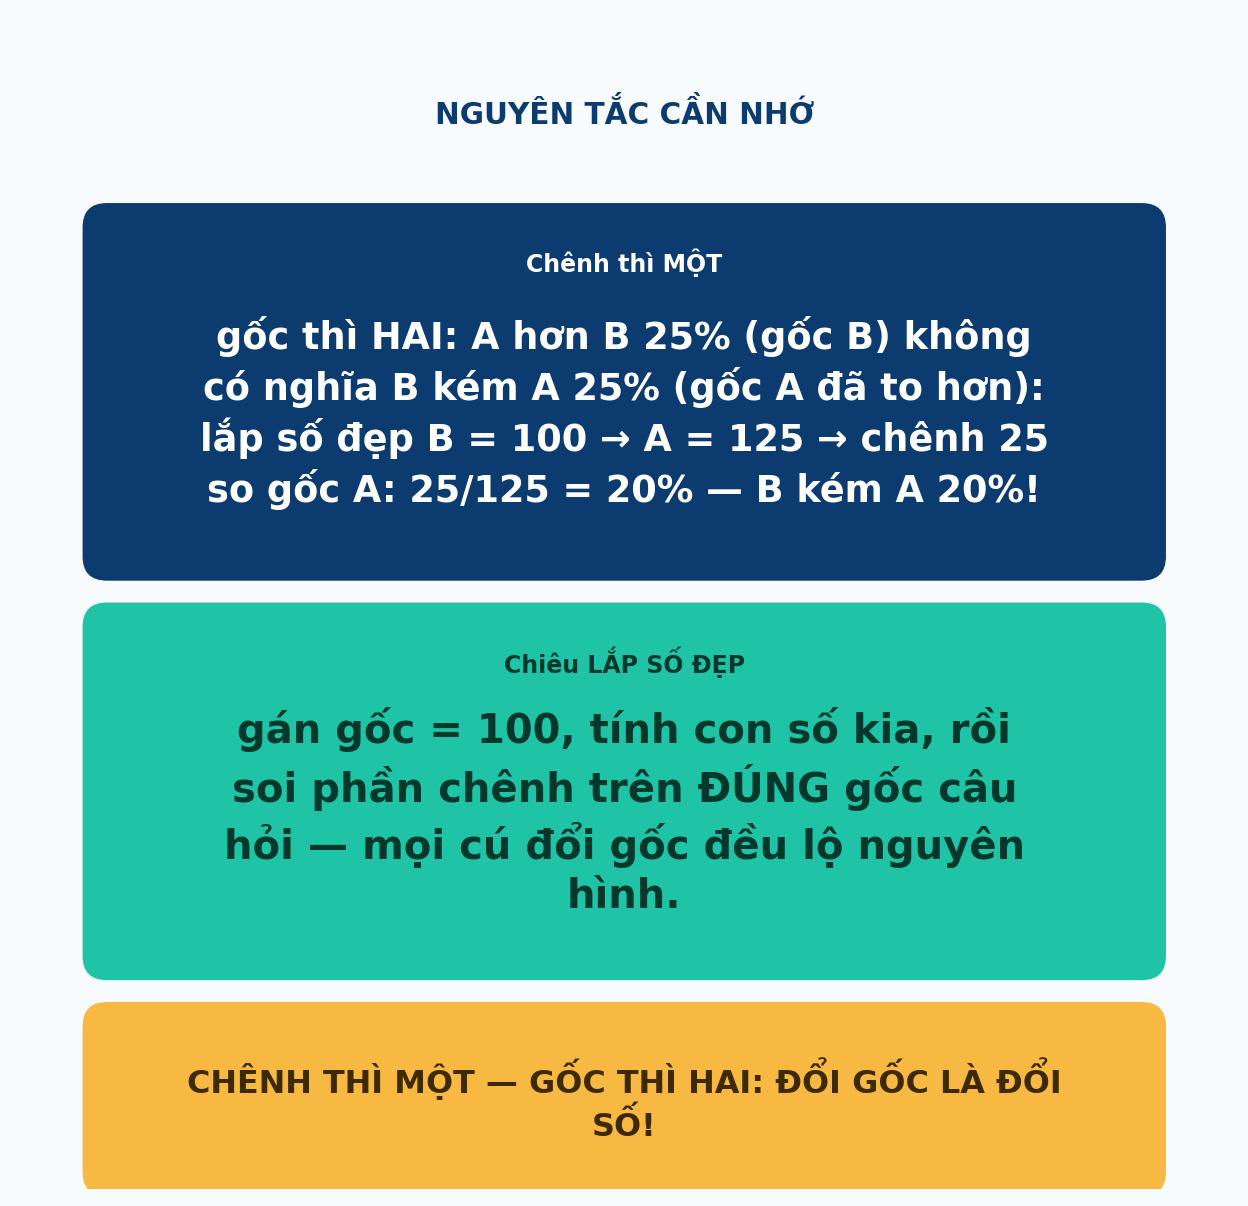 NGUYÊN TẮC CẦN NHỚ
Chênh thì MỘT
gốc thì HAI: A hơn B 25% (gốc B) không
có nghĩa B kém A 25% (gốc A đã to hơn):
lắp số đẹp B = 100 → A = 125 → chênh 25
so gốc A: 25/125 = 20% — B kém A 20%!
Chiêu LẮP SỐ ĐẸP
gán gốc = 100, tính con số kia, rồi
soi phần chênh trên ĐÚNG gốc câu
hỏi — mọi cú đổi gốc đều lộ nguyên
hình.
CHÊNH THÌ MỘT — GỐC THÌ HAI: ĐỔI GỐC LÀ ĐỔI
SỐ!